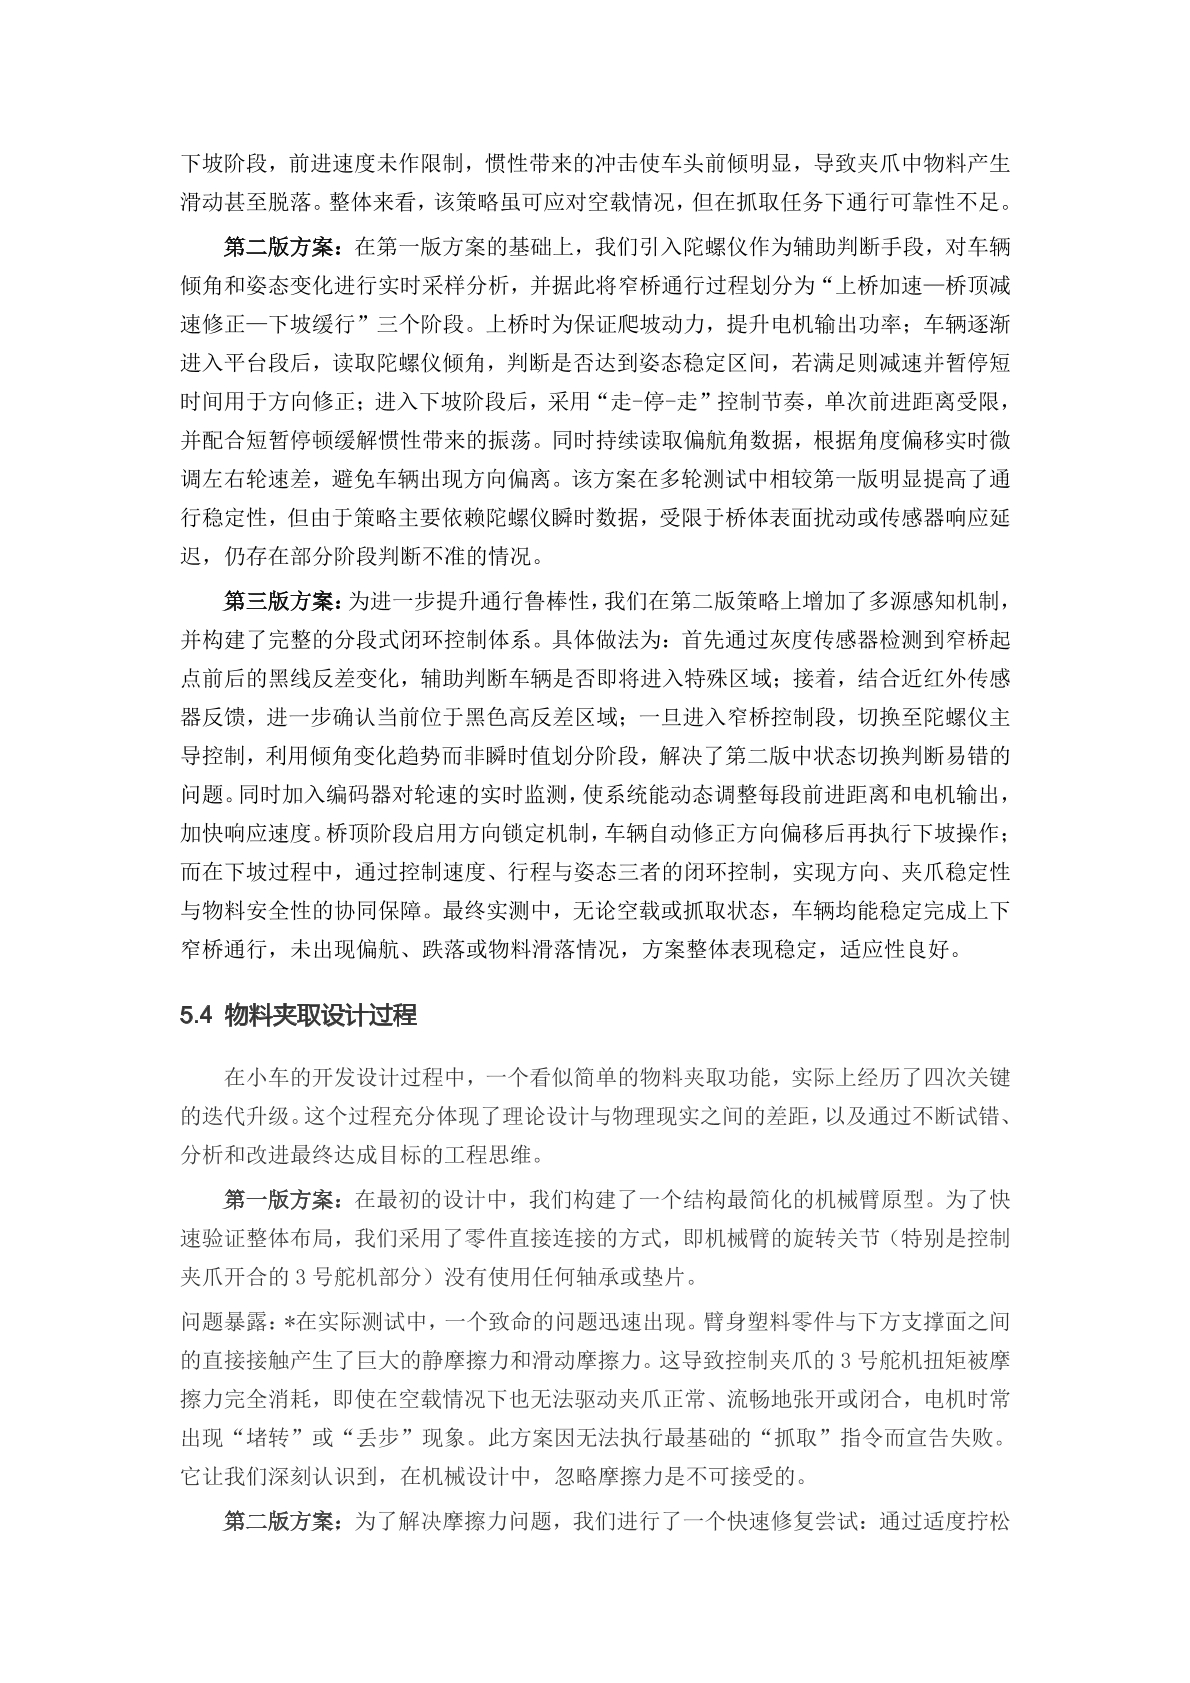 下坡阶段，前进速度未作限制，惯性带来的冲击使车头前倾明显，导致夹爪中物料产生
滑动甚至脱落。整体来看，该策略虽可应对空载情况，但在抓取任务下通行可靠性不足。
第二版方案：在第一版方案的基础上，我们引入陀螺仪作为辅助判断手段，对车辆
倾角和姿态变化进行实时采样分析，并据此将窄桥通行过程划分为“上桥加速—桥顶减
速修正—下坡缓行”三个阶段。上桥时为保证爬坡动力，提升电机输出功率；车辆逐渐
进入平台段后，读取陀螺仪倾角，判断是否达到姿态稳定区间，若满足则减速并暂停短
时间用于方向修正；进入下坡阶段后，采用“走-停-走”控制节奏，单次前进距离受限，
并配合短暂停顿缓解惯性带来的振荡。同时持续读取偏航角数据，根据角度偏移实时微
调左右轮速差，避免车辆出现方向偏离。该方案在多轮测试中相较第一版明显提高了通
行稳定性，但由于策略主要依赖陀螺仪瞬时数据，受限于桥体表面扰动或传感器响应延
迟，仍存在部分阶段判断不准的情况。
第三版方案：为进一步提升通行鲁棒性，我们在第二版策略上增加了多源感知机制，
并构建了完整的分段式闭环控制体系。具体做法为：首先通过灰度传感器检测到窄桥起
点前后的黑线反差变化，辅助判断车辆是否即将进入特殊区域；接着，结合近红外传感
器反馈，进一步确认当前位于黑色高反差区域；一旦进入窄桥控制段，切换至陀螺仪主
导控制，利用倾角变化趋势而非瞬时值划分阶段，解决了第二版中状态切换判断易错的
问题。同时加入编码器对轮速的实时监测，使系统能动态调整每段前进距离和电机输出，
加快响应速度。桥顶阶段启用方向锁定机制，车辆自动修正方向偏移后再执行下坡操作；
而在下坡过程中，通过控制速度、行程与姿态三者的闭环控制，实现方向、夹爪稳定性
与物料安全性的协同保障。最终实测中，无论空载或抓取状态，车辆均能稳定完成上下
窄桥通行，未出现偏航、跌落或物料滑落情况，方案整体表现稳定，适应性良好。
5.4 物料夹取设计过程
在小车的开发设计过程中，一个看似简单的物料夹取功能，实际上经历了四次关键
的迭代升级。这个过程充分体现了理论设计与物理现实之间的差距，以及通过不断试错、
分析和改进最终达成目标的工程思维。
第一版方案：在最初的设计中，我们构建了一个结构最简化的机械臂原型。为了快
速验证整体布局，我们采用了零件直接连接的方式，即机械臂的旋转关节（特别是控制
夹爪开合的 3 号舵机部分）没有使用任何轴承或垫片。
问题暴露：*在实际测试中，一个致命的问题迅速出现。臂身塑料零件与下方支撑面之间
的直接接触产生了巨大的静摩擦力和滑动摩擦力。这导致控制夹爪的 3 号舵机扭矩被摩
擦力完全消耗，即使在空载情况下也无法驱动夹爪正常、流畅地张开或闭合，电机时常
出现“堵转”或“丢步”现象。此方案因无法执行最基础的“抓取”指令而宣告失败。
它让我们深刻认识到，在机械设计中，忽略摩擦力是不可接受的。
第二版方案：为了解决摩擦力问题，我们进行了一个快速修复尝试：通过适度拧松